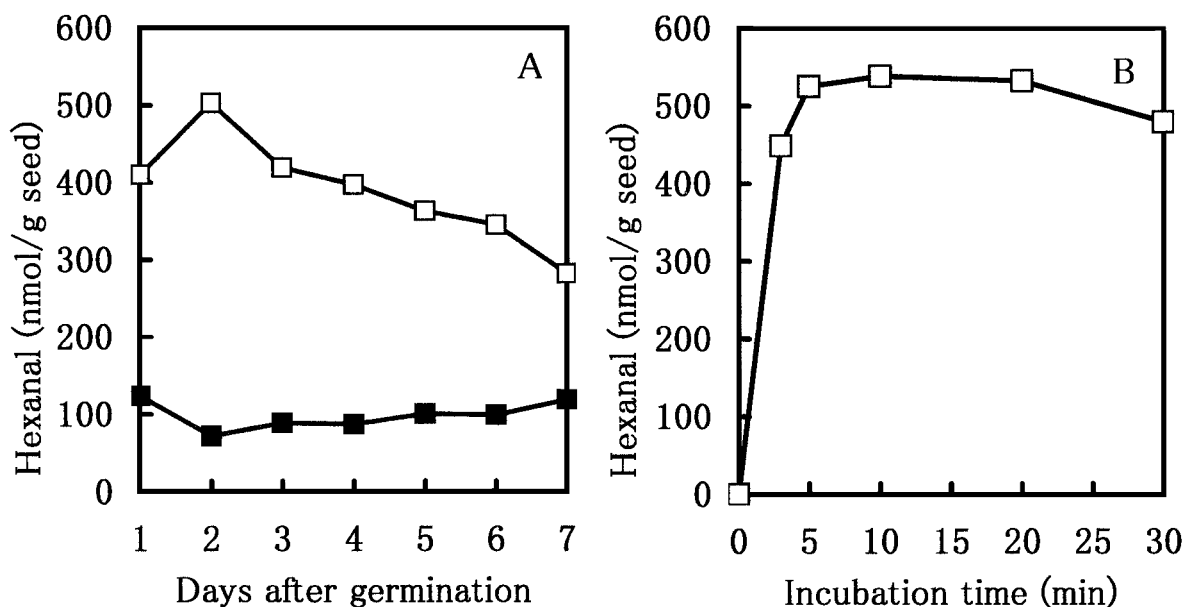 A
Hexanal (nmol/g seed)
600
500
400
300
200
100
0
1 2 3 4 5 6 7
Days after germination
B
Hexanal (nmol/g seed)
600
500
400
300
200
100
0
0 5 10 15 20 25 30
Incubation time (min)